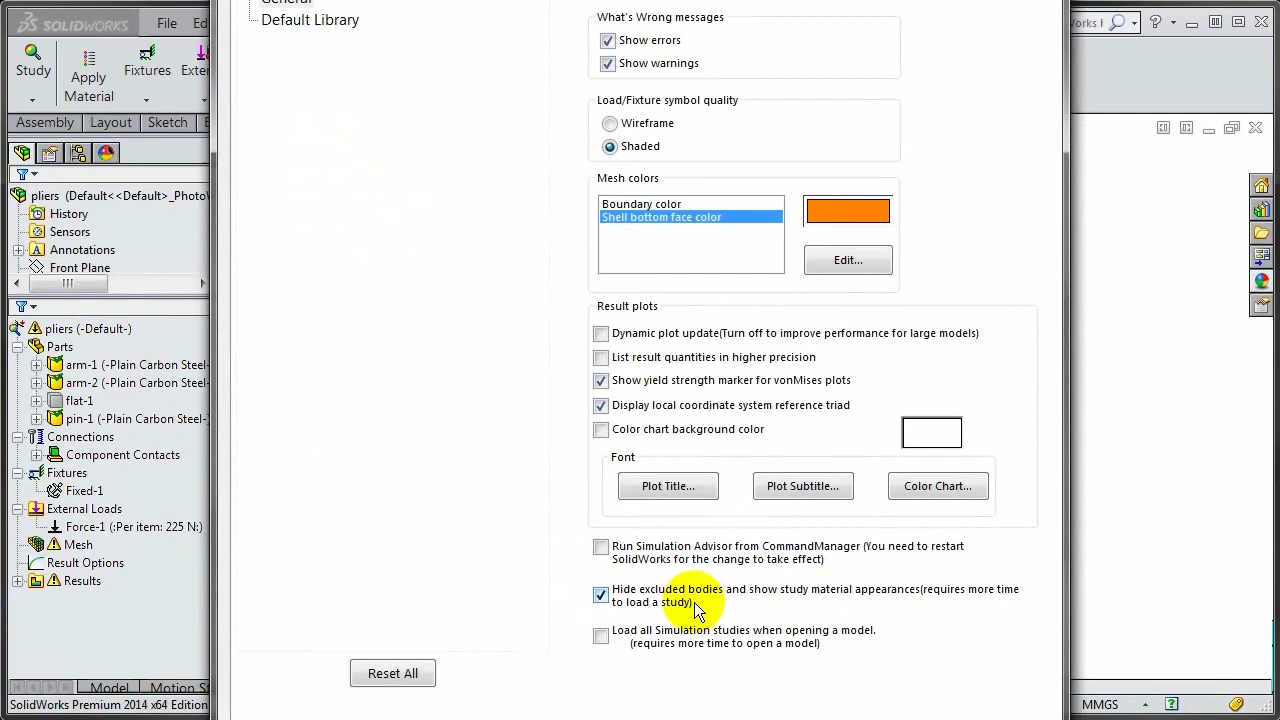 SOLIDWORKS
File
Ed
Study
Apply
Material
Fixtures
Extern
Assembly
Layout
Sketch
pliers (Default<<Default>_Photo
History
Sensors
Annotations
Front Plane
pliers (-Default-)
Parts
arm-1 (-Plain Carbon Steel-
arm-2 (-Plain Carbon Steel-
flat-1
pin-1 (-Plain Carbon Steel-
Connections
Component Contacts
Fixtures
Fixed-1
External Loads
Force-1 (:Per item: 225 N:)
Mesh
Result Options
Results
Model
Motion St
SolidWorks Premium 2014 x64 Edition
General
Default Library
Reset All
What's Wrong messages
Show errors
Show warnings
Load/Fixture symbol quality
Wireframe
Shaded
Mesh colors
Boundary color
Shell bottom face color
Edit...
Result plots
Dynamic plot update(Turn off to improve performance for large models)
List result quantities in higher precision
Show yield strength marker for vonMises plots
Display local coordinate system reference triad
Color chart background color
Font
Plot Title...
Plot Subtitle...
Color Chart...
Run Simulation Advisor from CommandManager (You need to restart
SolidWorks for the change to take effect)
Hide excluded bodies and show study material appearances(requires more time
to load a study)
Load all Simulation studies when opening a model.
(requires more time to open a model)
MMGS